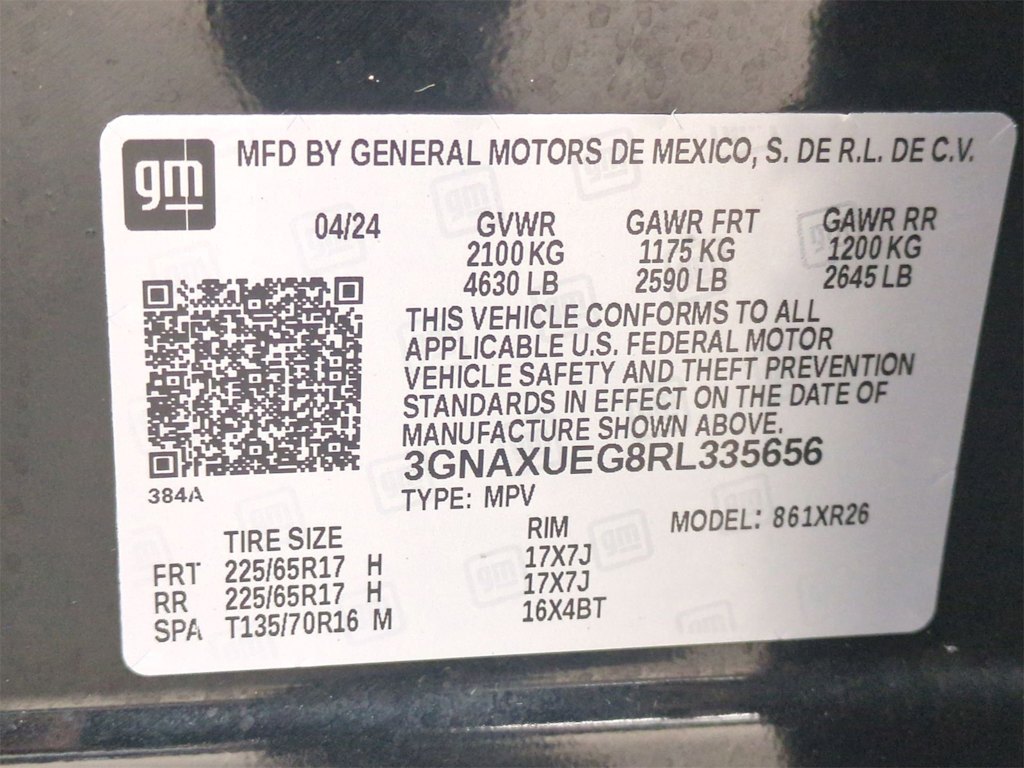 gm
MFD BY GENERAL MOTORS DE MEXICO, S. DE R.L. DE C.V.
04/24 GVWR GAWR FRT GAWR RR
2100 KG 1175 KG 1200 KG
4630 LB 2590 LB 2645 LB
THIS VEHICLE CONFORMS TO ALL
APPLICABLE U.S. FEDERAL MOTOR
VEHICLE SAFETY AND THEFT PREVENTION
STANDARDS IN EFFECT ON THE DATE OF
MANUFACTURE SHOWN ABOVE.
3GNAXUEG8RL335656
384A
TYPE: MPV
MODEL: 861XR26
TIRE SIZE RIM
FRT 225/65R17 H 17X7J
RR 225/65R17 H 17X7J
SPA T135/70R16 M 16X4BT